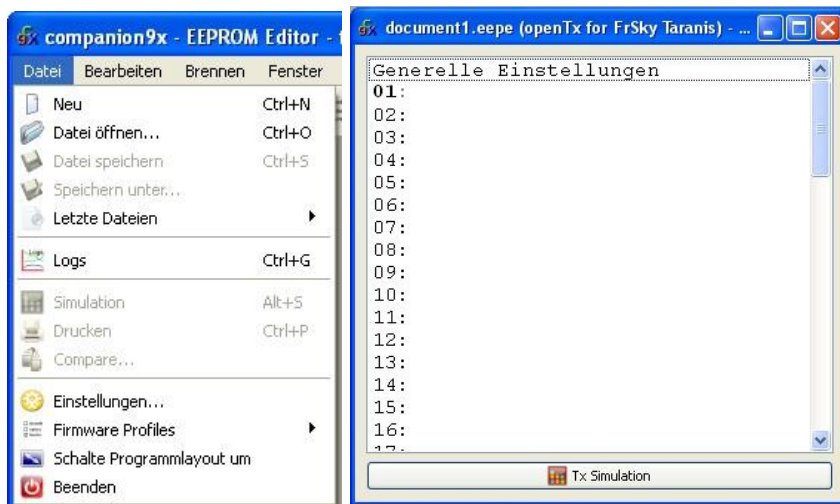 companion9x - EEPROM Editor -
Datei Bearbeiten Brennen Fenster
Neu Ctrl+N
Datei öffnen... Ctrl+O
Datei speichern Ctrl+S
Speichern unter...
Letzte Dateien
Logs Ctrl+G
Simulation Alt+S
Drucken Ctrl+P
Compare...
Einstellungen...
Firmware Profiles
Schalte Programmlayout um
Beenden
document1.eepe (openTx for FrSky Taranis) - ...
Generelle Einstellungen
01:
02:
03:
04:
05:
06:
07:
08:
09:
10:
11:
12:
13:
14:
15:
16:
Tx Simulation